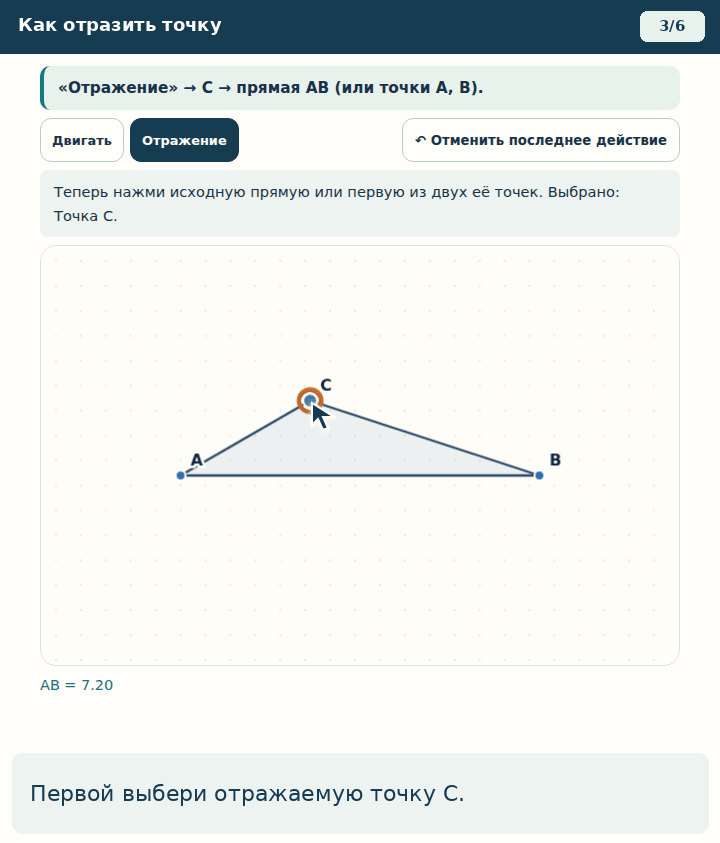 Как отразить точку
3/6
«Отражение» → C → прямая AB (или точки A, B).
Двигать
Отражение
↶ Отменить последнее действие
Теперь нажми исходную прямую или первую из двух её точек. Выбрано:
Точка C.
C
A
B
AB = 7.20
Первой выбери отражаемую точку C.